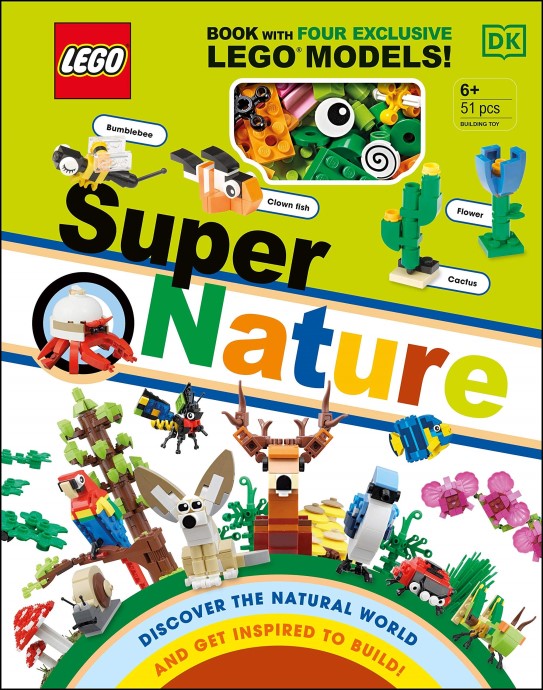 LEGO
BOOK WITH FOUR EXCLUSIVE
LEGO® MODELS!
DK
6+
51 pcs
BUILDING TOY
Bumblebee
Clown fish
Flower
Cactus
Super
Nature
DISCOVER THE NATURAL WORLD
AND GET INSPIRED TO BUILD!